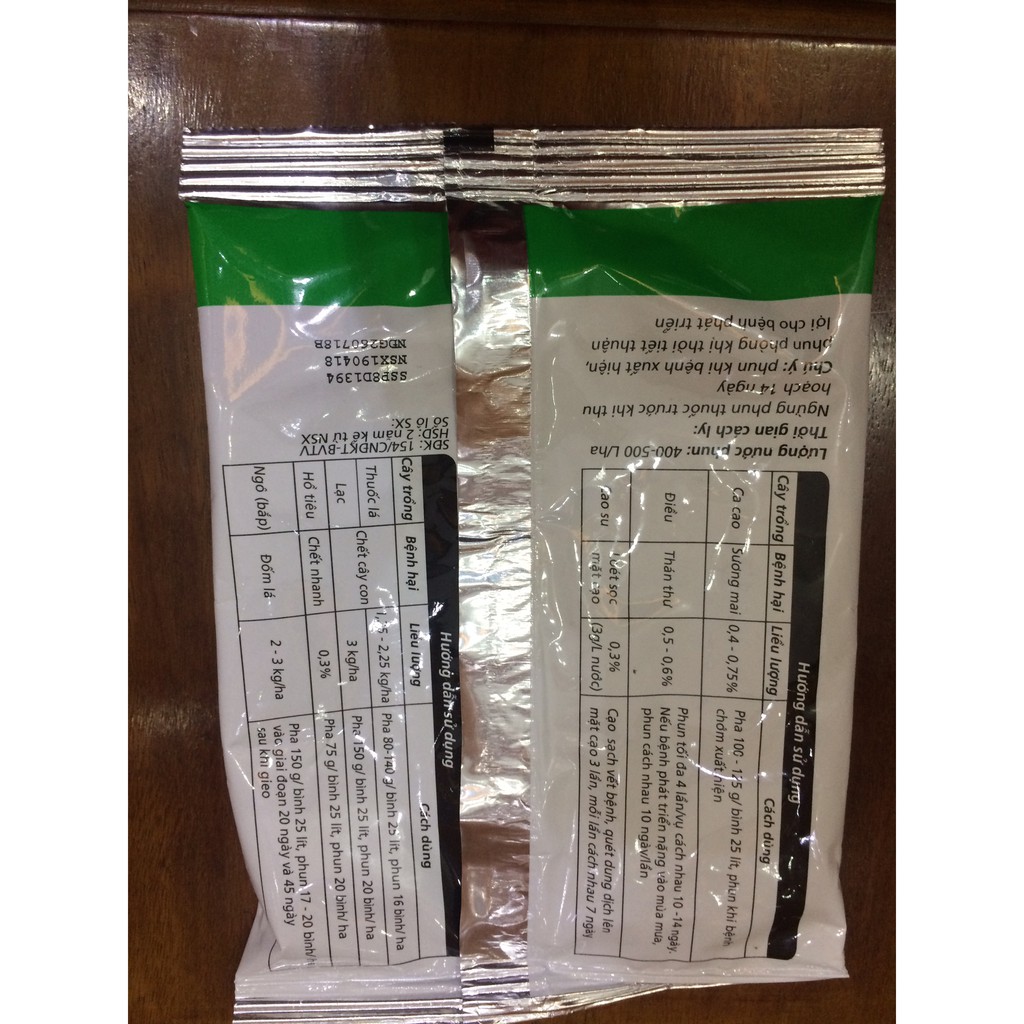 Lượng nước phun: 400-500 L/ha
Thời gian cách ly:
Ngừng phun thuốc trước khi thu
hoạch 14 ngày
Chú ý: phun khi bệnh xuất hiện,
phun phòng khi thời tiết thuận
lợi cho bệnh phát triển
Hướng dẫn sử dụng
Cây trồng Bệnh hại Liều lượng Cách dùng
Ca cao Sương mai 0,4 - 0,75% Pha 100 - 125 g/ bình 25 lít, phun khi bệnh
chớm xuất hiện
Điều Thán thư 0,5 - 0,6% Phun tối đa 4 lần/vụ cách nhau 10 -14 ngày.
Nếu bệnh phát triển nặng vào mùa mưa,
phun cách nhau 10 ngày/lần
su 0,3% Cạo sạch vết bệnh, quét dung dịch lên
mặt cạo (3g/L nước) mặt cạo 3 lần, mỗi lần cách nhau 7 ngày
SĐK: 154/CNĐKT-BVTV
HSD: 2 năm kể từ NSX
Số lô SX:
SSP8D1394
NSX190418
NDG260718B
Hướng dẫn sử dụng
Cây trồng Bệnh hại Liều lượng Cách dùng
Thuốc lá Chết cây con - 2,25 kg/ha Pha 80-140 g/ bình 25 lít, phun 16 bình/ ha
Lạc 3 kg/ha Pha 150 g/ bình 25 lít, phun 20 bình/ ha
Hồ tiêu Chết nhanh 0,3% Pha 75 g/ bình 25 lít, phun 20 bình/ ha
Ngô (bắp) Đốm lá 2 - 3 kg/ha Pha 150 g/ bình 25 lít, phun 17 - 20 bình/
vào giai đoạn 20 ngày và 45 ngày
sau khi gieo